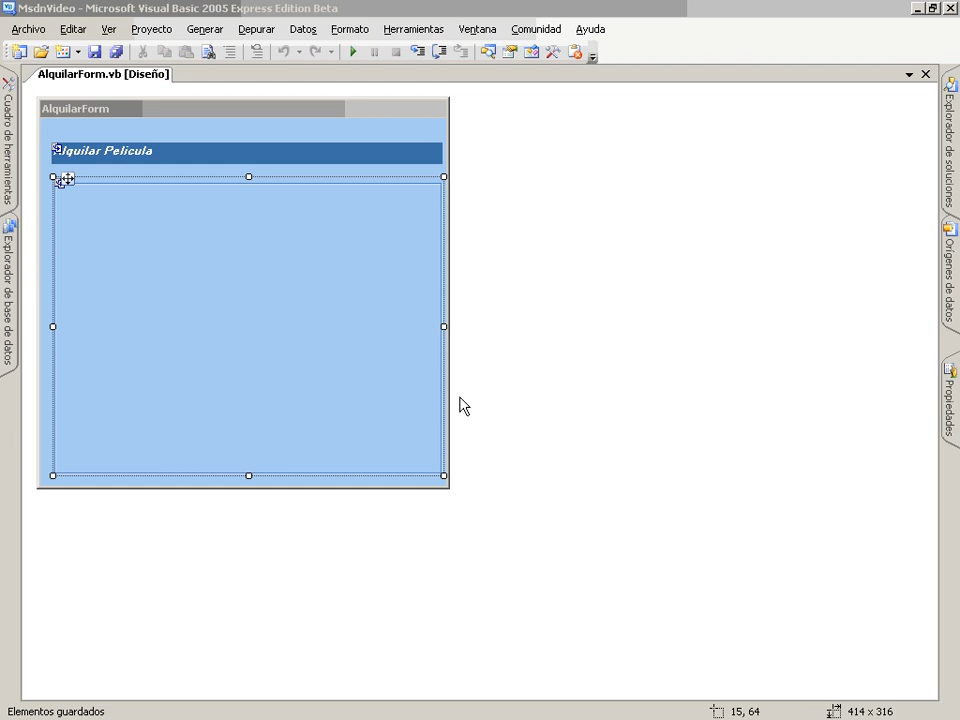 MsdnVideo - Microsoft Visual Basic 2005 Express Edition Beta
Archivo Editar Ver Proyecto Generar Depurar Datos Formato Herramientas Ventana Comunidad Ayuda
AlquilarForm.vb [Diseño]
Cuadro de herramientas
Explorador de base de datos
AlquilarForm
Alquilar Pelicula
Explorador de soluciones
Orígenes de datos
Propiedades
Elementos guardados 15, 64 414 x 316